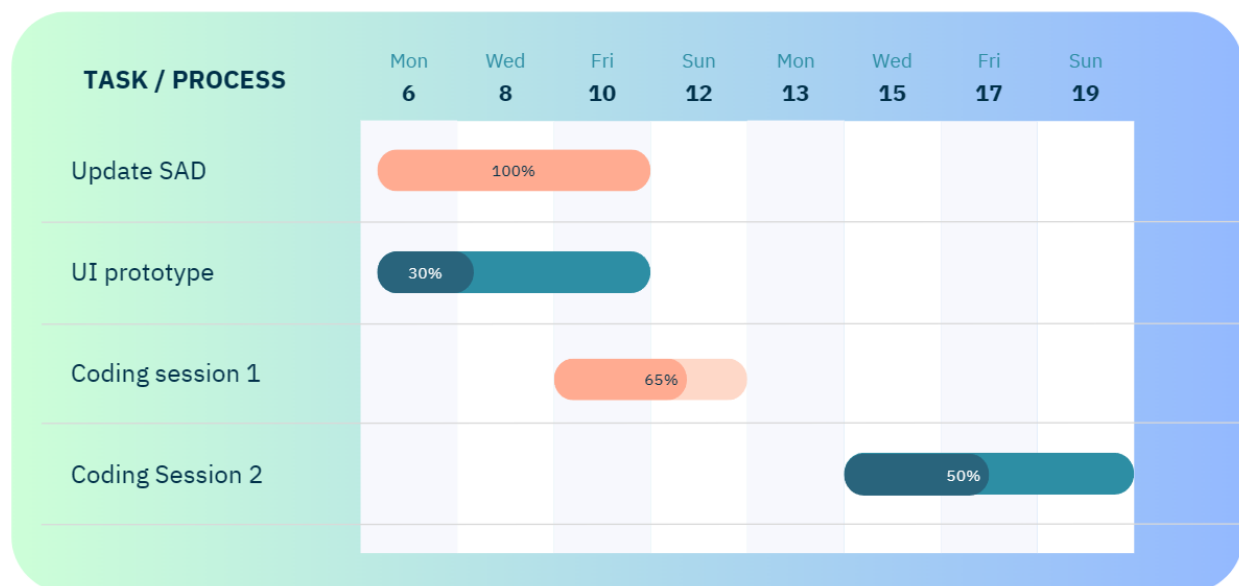 TASK / PROCESS
Mon Wed Fri Sun Mon Wed Fri Sun
6 8 10 12 13 15 17 19
Update SAD
100%
UI prototype
30%
Coding session 1
65%
Coding Session 2
50%